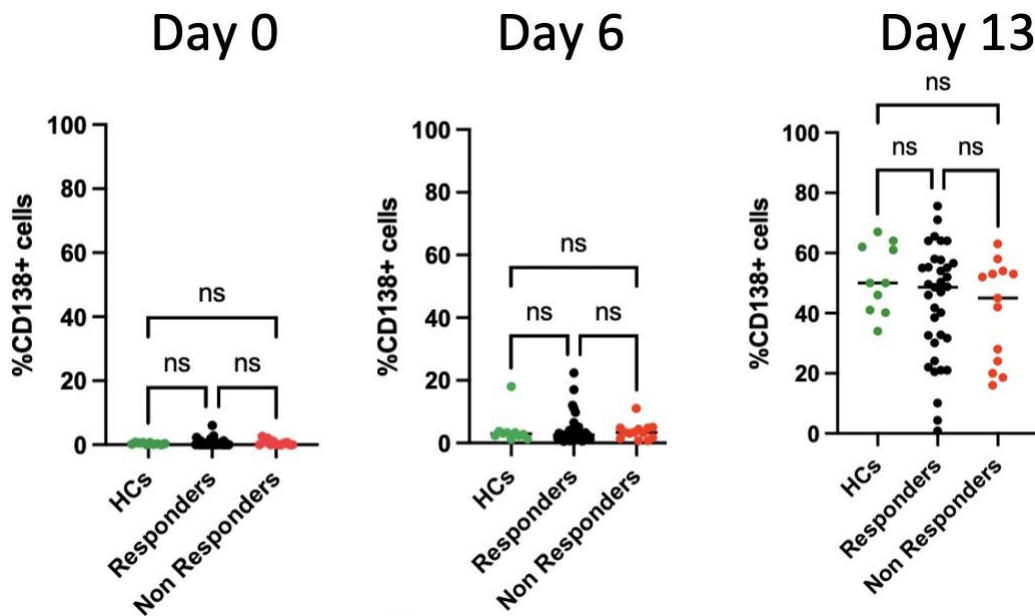 Day 0
%CD138+ cells
100
80
60
40
20
0
ns
ns
ns
HCs
Responders
Non Responders
Day 6
%CD138+ cells
100
80
60
40
20
0
ns
ns
ns
HCs
Responders
Non Responders
Day 13
%CD138+ cells
100
80
60
40
20
0
ns
ns
ns
HCs
Responders
Non Responders